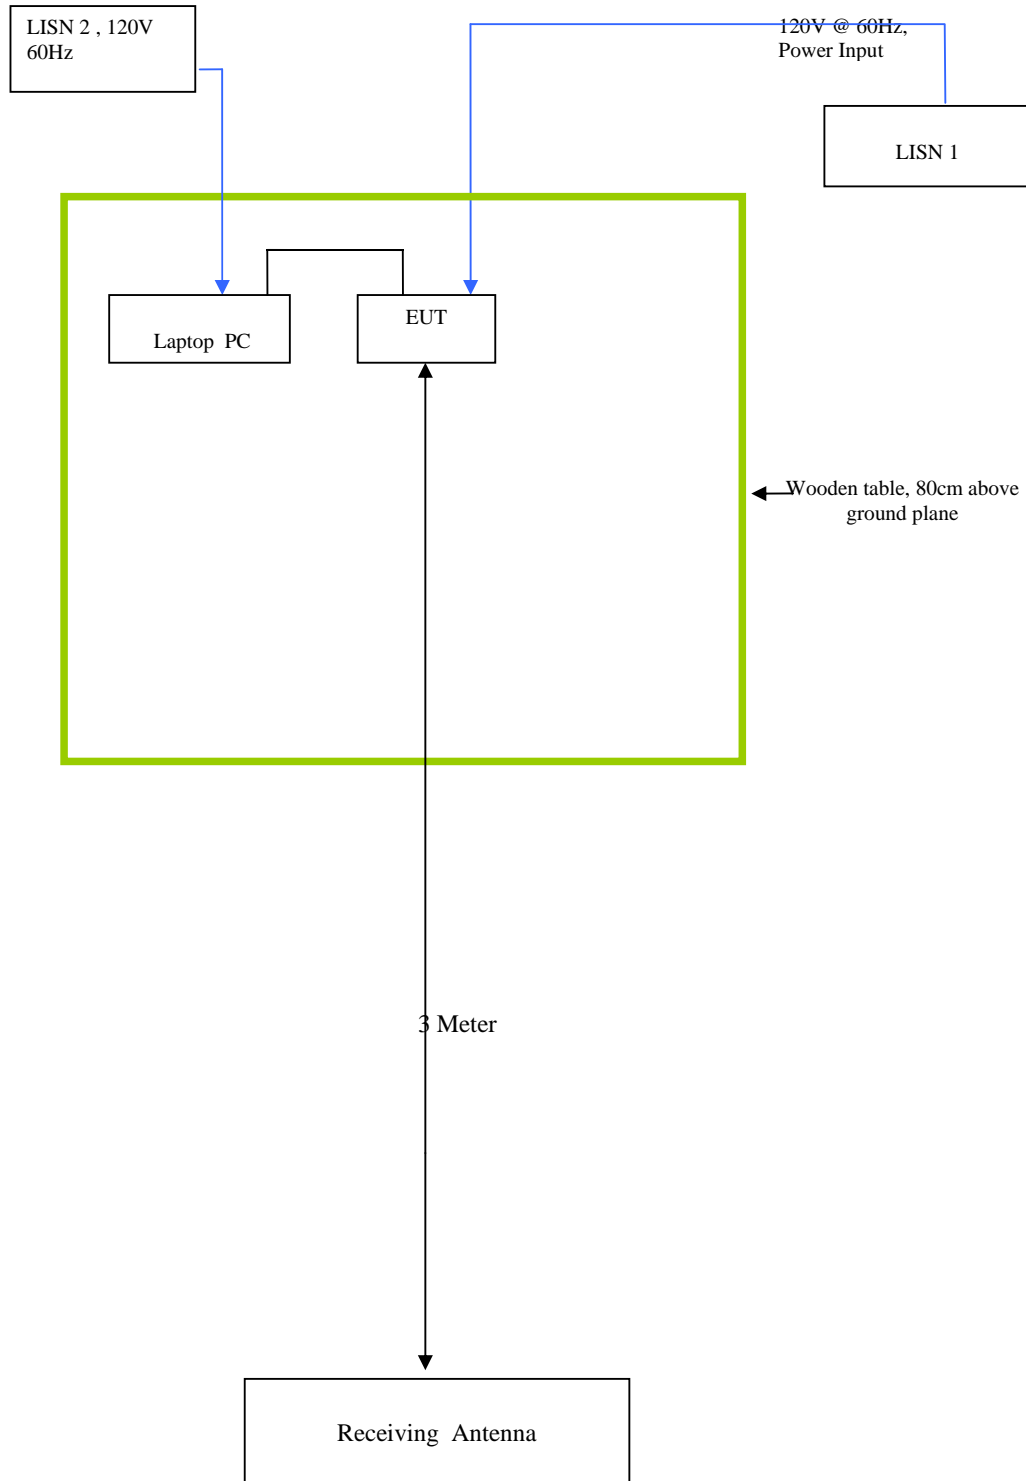 LISN 2 , 120V
60Hz
120V @ 60Hz,
Power Input
LISN 1
Laptop PC
EUT
Wooden table, 80cm above
ground plane
3 Meter
Receiving Antenna